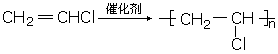 CH₂=CHCl 催化剂 → ⁅CH₂-CH⁆n
Cl